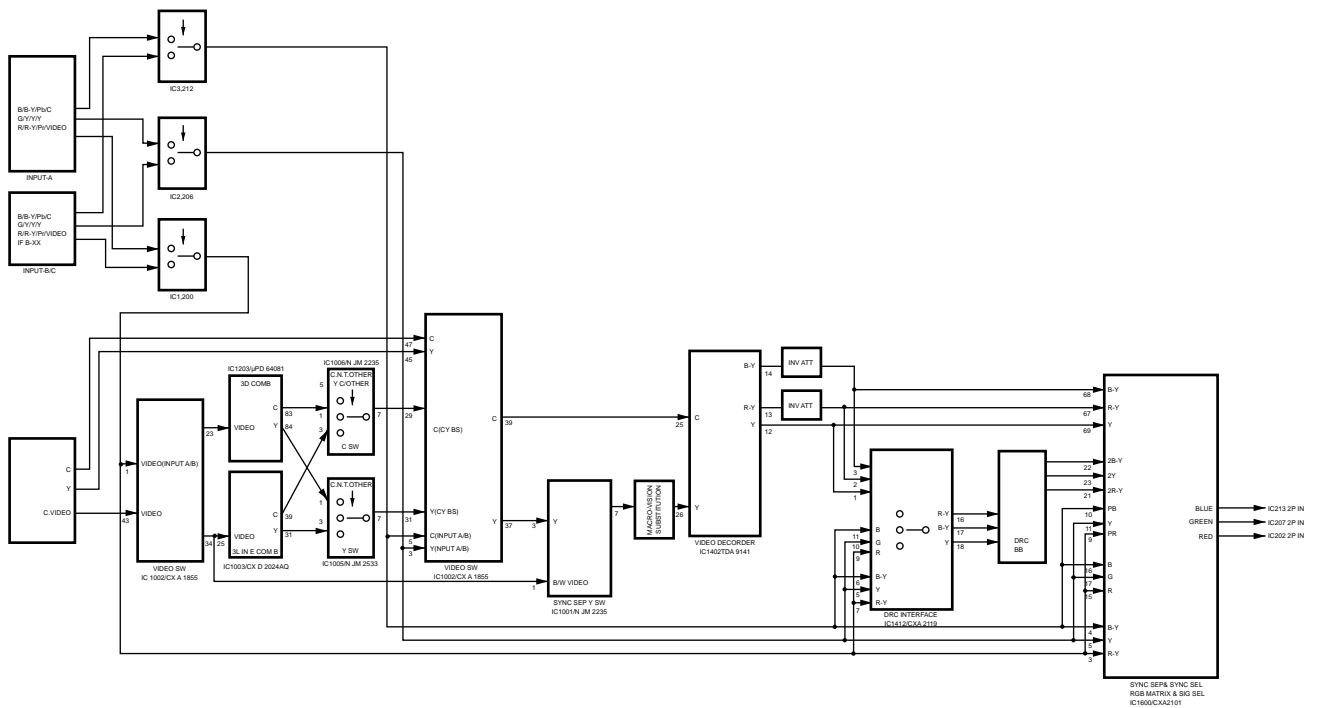 IC3,212
B/B-Y/Pb/C
G/Y/Y/Y
R/R-Y/Pr/VIDEO
INPUT-A
IC2,206
B/B-Y/Pb/C
G/Y/Y/Y
R/R-Y/Pr/VIDEO
IF B-XX
INPUT-B/C
IC1,200
C
Y
C.VIDEO
VIDEO(INPUT A/B)
1
VIDEO
43
23
34
25
VIDEO SW
IC 1002/CX A 1855
IC1203/μPD 64081
3D COMB
C
83
Y
84
VIDEO
C
39
Y
31
VIDEO
3L IN E COM B
IC1003/CX D 2024AQ
IC1006/N JM 2235
C.N.T.OTHER
Y C/OTHER
5
1
3
7
C SW
C.N.T.OTHER
1
3
7
Y SW
IC1005/N JM 2533
C
47
Y
45
29
C(CY BS)
C
39
Y(CY BS)
31
Y
37
C(INPUT A/B)
5
Y(INPUT A/B)
3
VIDEO SW
IC1002/CX A 1855
3
Y
7
B/W VIDEO
1
SYNC SEP Y SW
IC1001/N JM 2235
MACRO-VISION
SUBSTITUTION
B-Y
14
R-Y
13
Y
12
C
25
Y
26
VIDEO DECORDER
IC1402TDA 9141
INV ATT
INV ATT
3
2
1
B
11
G
10
R
9
B-Y
6
Y
5
R-Y
7
R-Y
16
B-Y
17
Y
18
DRC INTERFACE
IC1412/CXA 2119
DRC
BB
B-Y
68
R-Y
67
Y
69
2B-Y
22
2Y
23
2R-Y
21
PB
10
Y
11
PR
9
B
16
G
17
R
15
B-Y
4
Y
5
R-Y
3
BLUE
GREEN
RED
IC213 2P IN
IC207 2P IN
IC202 2P IN
SYNC SEP& SYNC SEL
RGB MATRIX & SIG SEL
IC1600/CXA2101